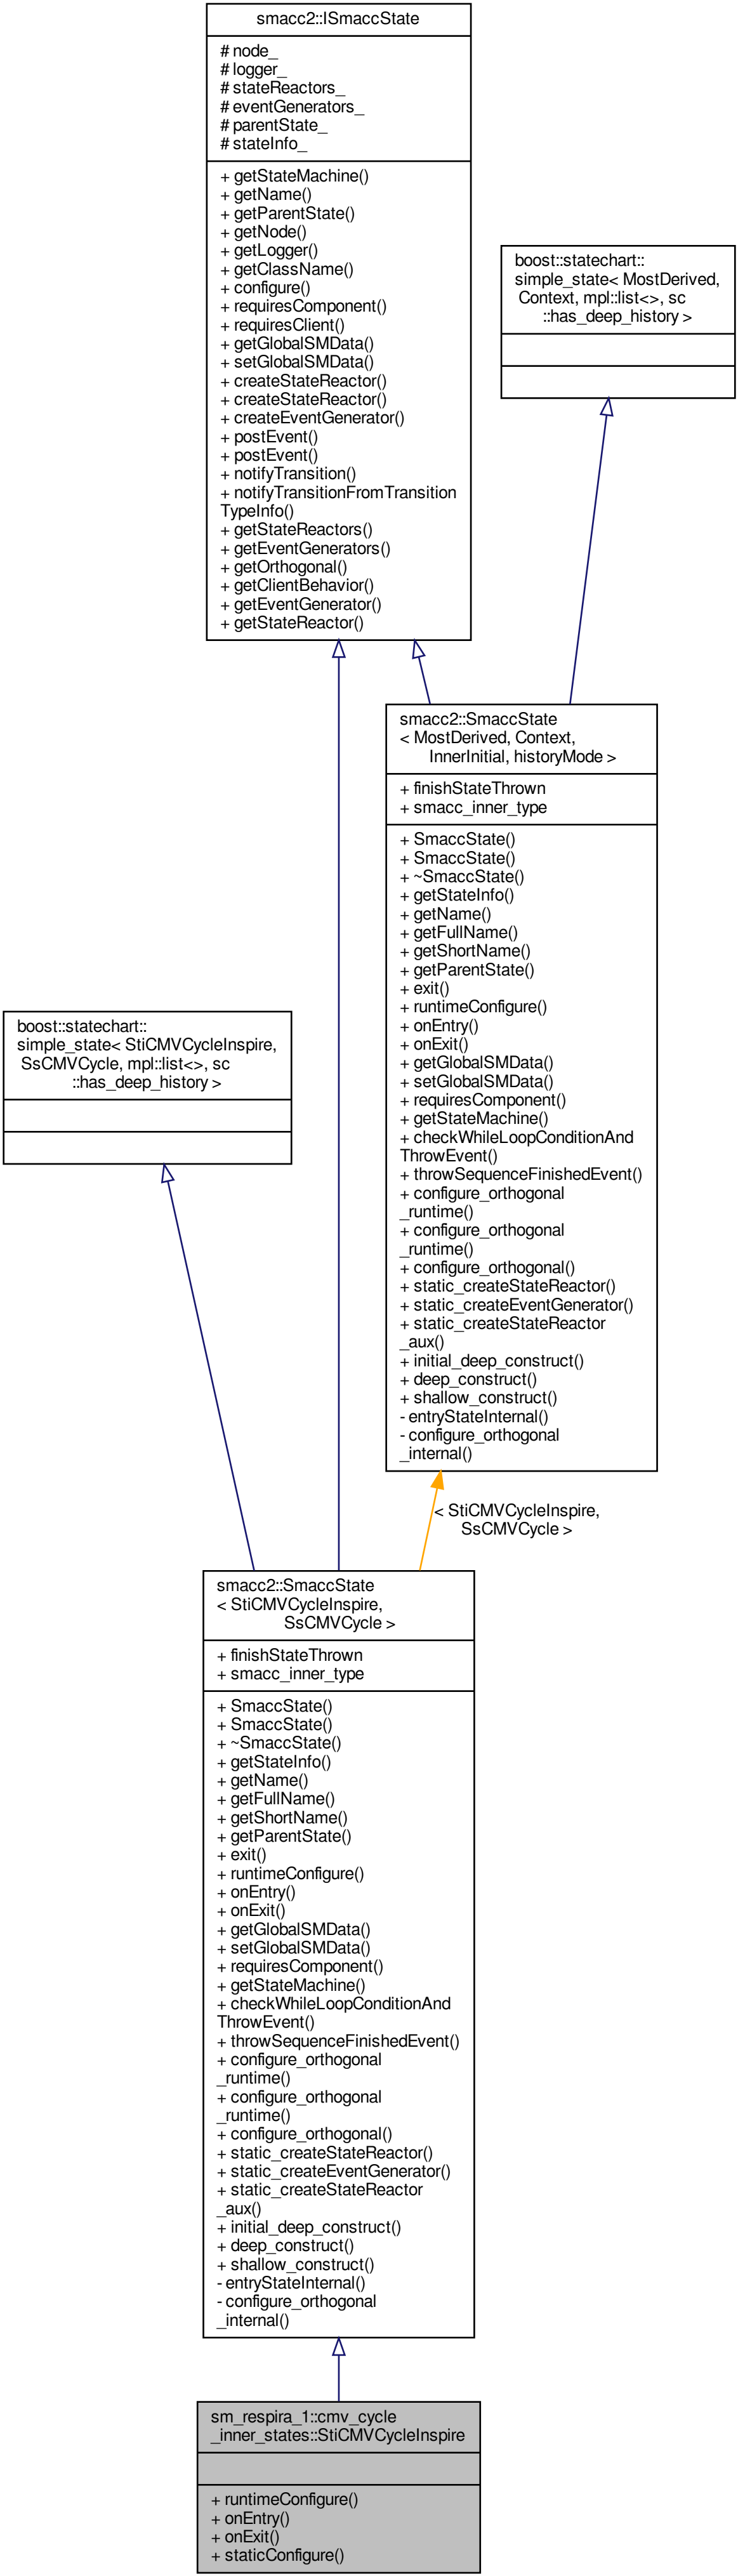 smacc2::ISmaccState
# node_
# logger_
# stateReactors_
# eventGenerators_
# parentState_
# stateInfo_
+ getStateMachine()
+ getName()
+ getParentState()
+ getNode()
+ getLogger()
+ getClassName()
+ configure()
+ requiresComponent()
+ requiresClient()
+ getGlobalSMData()
+ setGlobalSMData()
+ createStateReactor()
+ createStateReactor()
+ createEventGenerator()
+ postEvent()
+ postEvent()
+ notifyTransition()
+ notifyTransitionFromTransition
TypeInfo()
+ getStateReactors()
+ getEventGenerators()
+ getOrthogonal()
+ getClientBehavior()
+ getEventGenerator()
+ getStateReactor()
boost::statechart::
simple_state< MostDerived,
Context, mpl::list<>, sc
::has_deep_history >
smacc2::SmaccState
< MostDerived, Context,
InnerInitial, historyMode >
+ finishStateThrown
+ smacc_inner_type
+ SmaccState()
+ SmaccState()
+ ~SmaccState()
+ getStateInfo()
+ getName()
+ getFullName()
+ getShortName()
+ getParentState()
+ exit()
+ runtimeConfigure()
+ onEntry()
+ onExit()
+ getGlobalSMData()
+ setGlobalSMData()
+ requiresComponent()
+ getStateMachine()
+ checkWhileLoopConditionAnd
ThrowEvent()
+ throwSequenceFinishedEvent()
+ configure_orthogonal
_runtime()
+ configure_orthogonal
_runtime()
+ configure_orthogonal()
+ static_createStateReactor()
+ static_createEventGenerator()
+ static_createStateReactor
_aux()
+ initial_deep_construct()
+ deep_construct()
+ shallow_construct()
- entryStateInternal()
- configure_orthogonal
_internal()
boost::statechart::
simple_state< StiCMVCycleInspire,
SsCMVCycle, mpl::list<>, sc
::has_deep_history >
< StiCMVCycleInspire,
SsCMVCycle >
smacc2::SmaccState
< StiCMVCycleInspire,
SsCMVCycle >
+ finishStateThrown
+ smacc_inner_type
+ SmaccState()
+ SmaccState()
+ ~SmaccState()
+ getStateInfo()
+ getName()
+ getFullName()
+ getShortName()
+ getParentState()
+ exit()
+ runtimeConfigure()
+ onEntry()
+ onExit()
+ getGlobalSMData()
+ setGlobalSMData()
+ requiresComponent()
+ getStateMachine()
+ checkWhileLoopConditionAnd
ThrowEvent()
+ throwSequenceFinishedEvent()
+ configure_orthogonal
_runtime()
+ configure_orthogonal
_runtime()
+ configure_orthogonal()
+ static_createStateReactor()
+ static_createEventGenerator()
+ static_createStateReactor
_aux()
+ initial_deep_construct()
+ deep_construct()
+ shallow_construct()
- entryStateInternal()
- configure_orthogonal
_internal()
sm_respira_1::cmv_cycle
_inner_states::StiCMVCycleInspire
+ runtimeConfigure()
+ onEntry()
+ onExit()
+ staticConfigure()